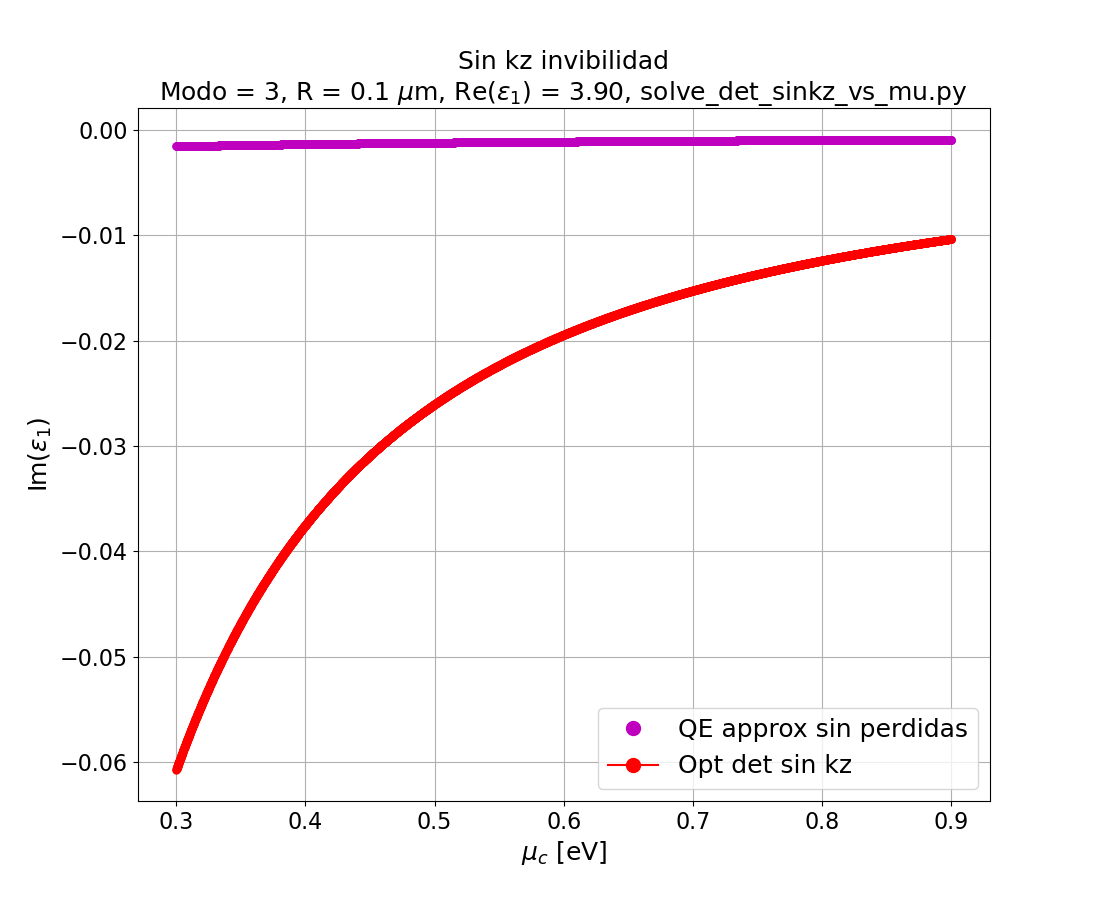 Sin kz invibilidad
Modo = 3, R = 0.1 μm, Re(ε₁) = 3.90, solve_det_sinkz_vs_mu.py
0.00
−0.01
−0.02
−0.03
−0.04
−0.05
−0.06
Im(ε₁)
QE approx sin perdidas
Opt det sin kz
0.3 0.4 0.5 0.6 0.7 0.8 0.9
μ_c [eV]